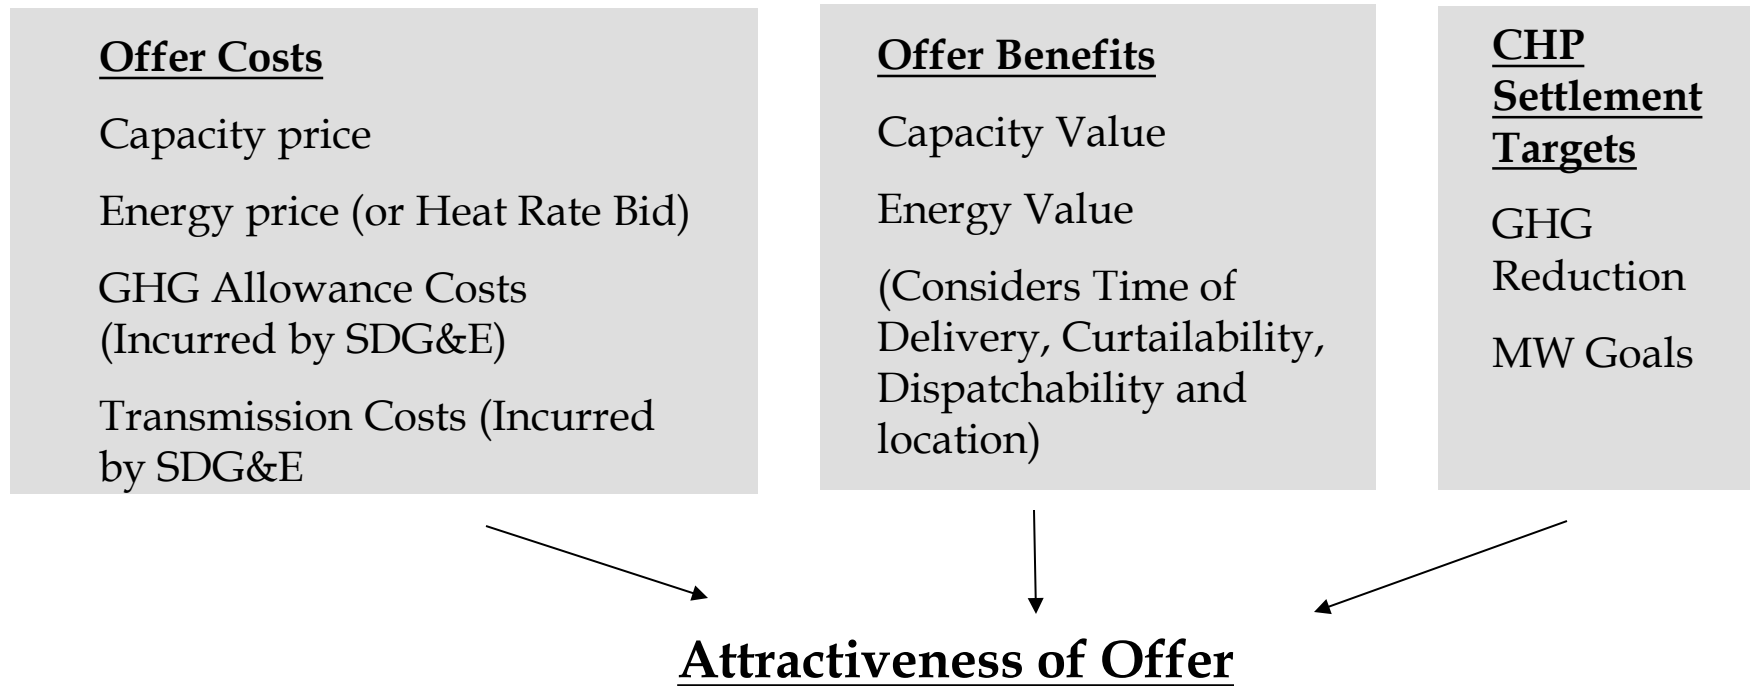 Offer Costs
Capacity price
Energy price (or Heat Rate Bid)
GHG Allowance Costs
(Incurred by SDG&E)
Transmission Costs (Incurred
by SDG&E
Offer Benefits
Capacity Value
Energy Value
(Considers Time of
Delivery, Curtailability,
Dispatchability and
location)
CHP
Settlement
Targets
GHG
Reduction
MW Goals
Attractiveness of Offer